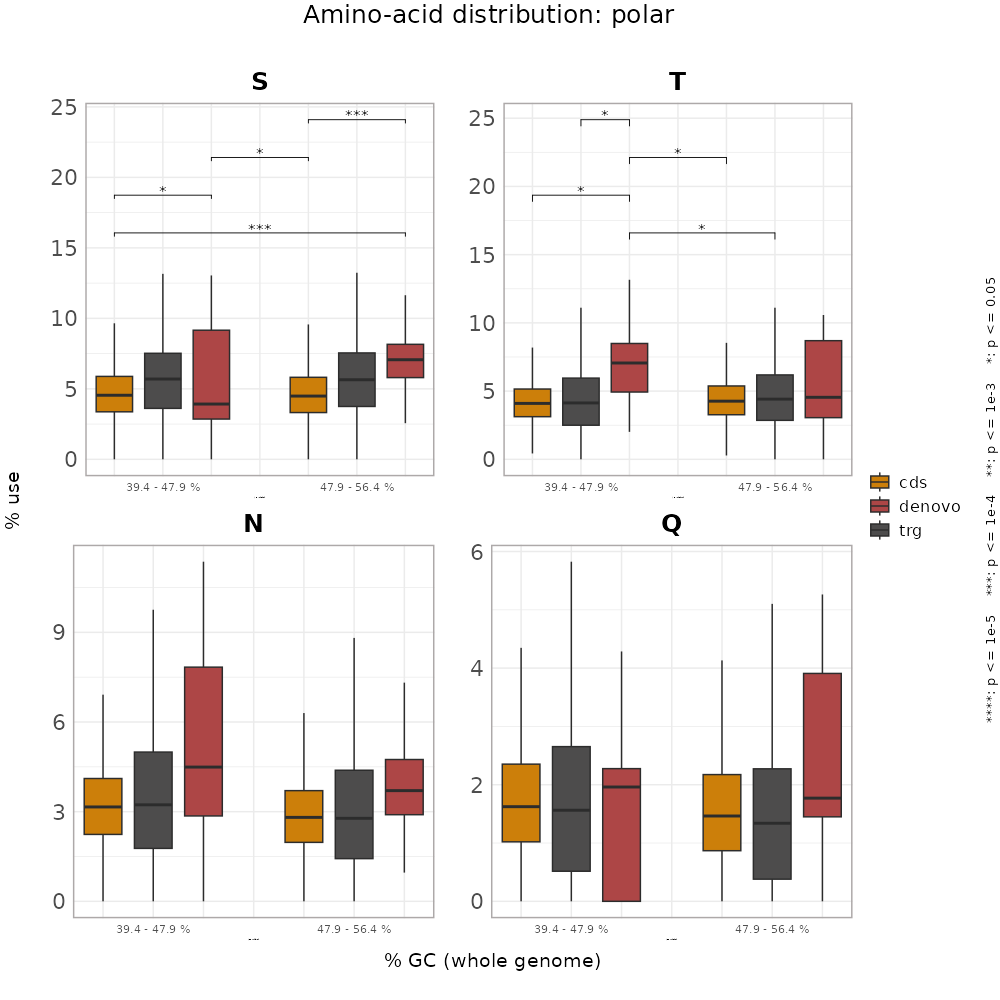 Amino-acid distribution: polar
S
T
25
20
15
10
5
0
***
*
*
***
39.4 - 47.9 %
47.9 - 56.4 %
25
20
15
10
5
0
*
*
*
*
39.4 - 47.9 %
47.9 - 56.4 %
% use
N
Q
9
6
3
0
39.4 - 47.9 %
47.9 - 56.4 %
6
4
2
0
39.4 - 47.9 %
47.9 - 56.4 %
% GC (whole genome)
cds
denovo
trg
****: p <= 1e-5 ***: p <= 1e-4 **: p <= 1e-3 *: p <= 0.05